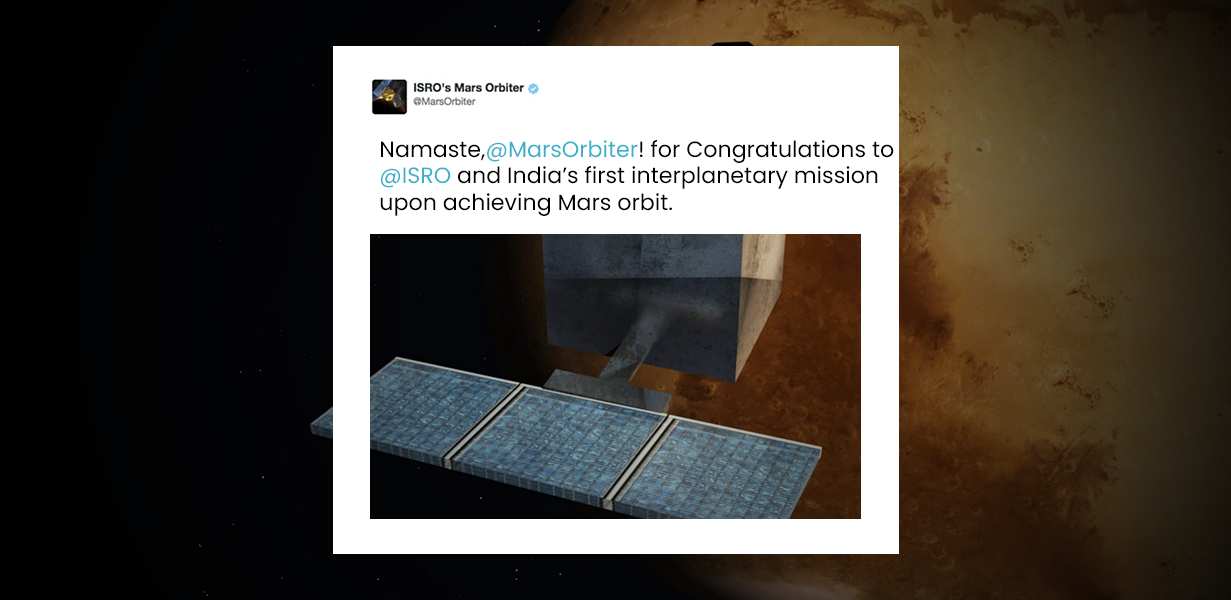 ISRO's Mars Orbiter
@MarsOrbiter
Namaste,@MarsOrbiter! for Congratulations to
@ISRO and India’s first interplanetary mission
upon achieving Mars orbit.